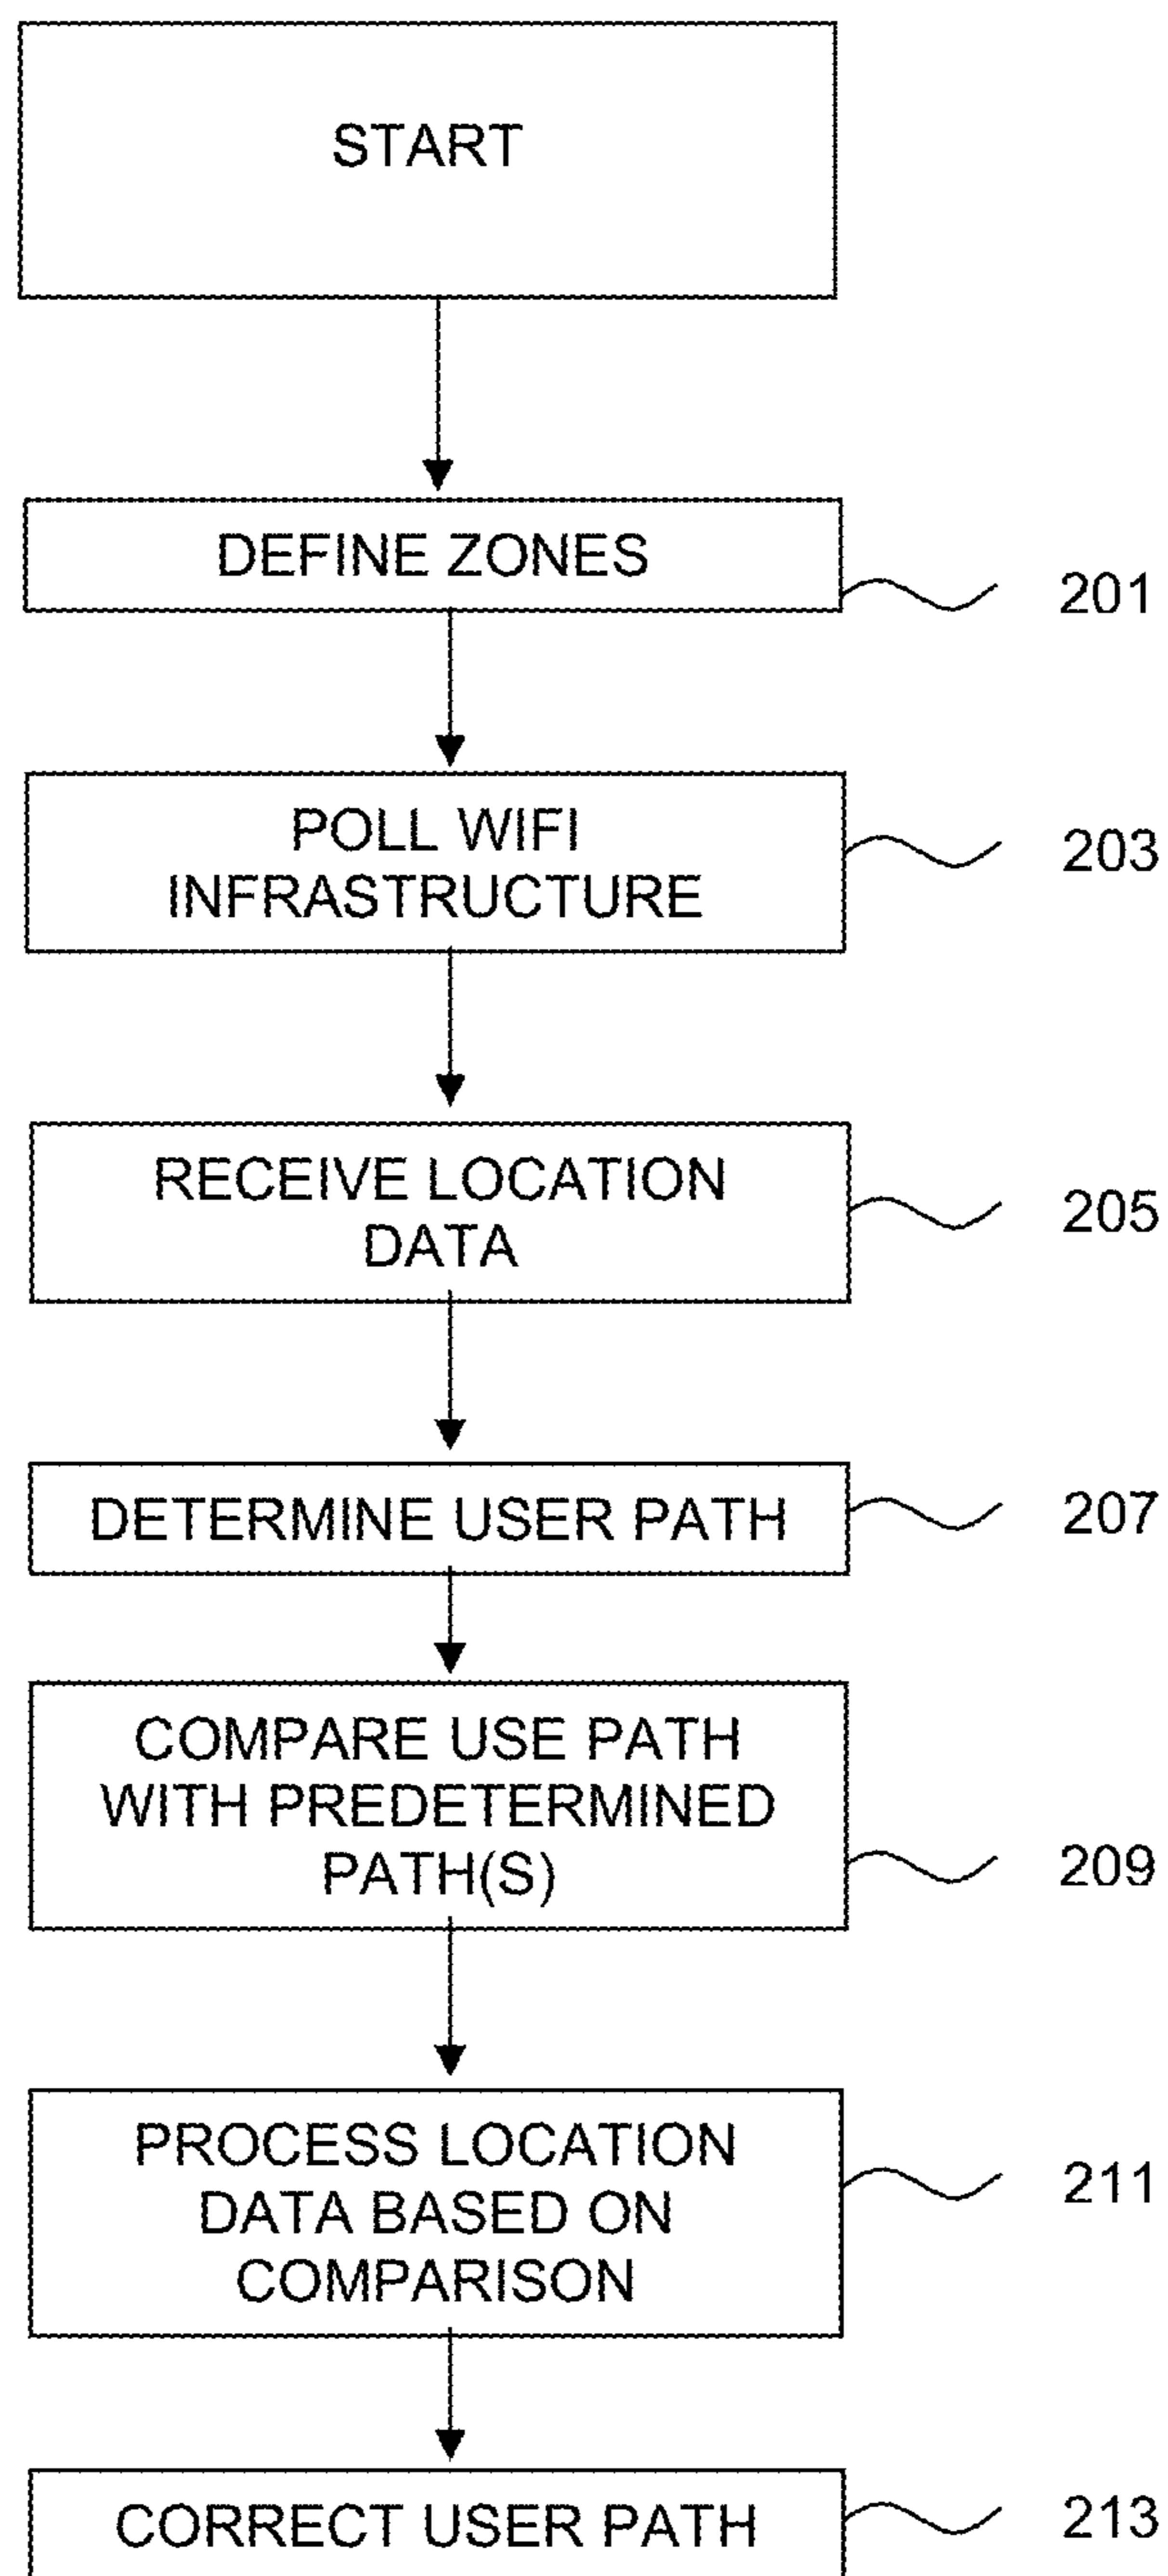 START
DEFINE ZONES
201
POLL WIFI
INFRASTRUCTURE
203
RECEIVE LOCATION
DATA
205
DETERMINE USER PATH
207
COMPARE USE PATH
WITH PREDETERMINED
PATH(S)
209
PROCESS LOCATION
DATA BASED ON
COMPARISON
211
CORRECT USER PATH
213